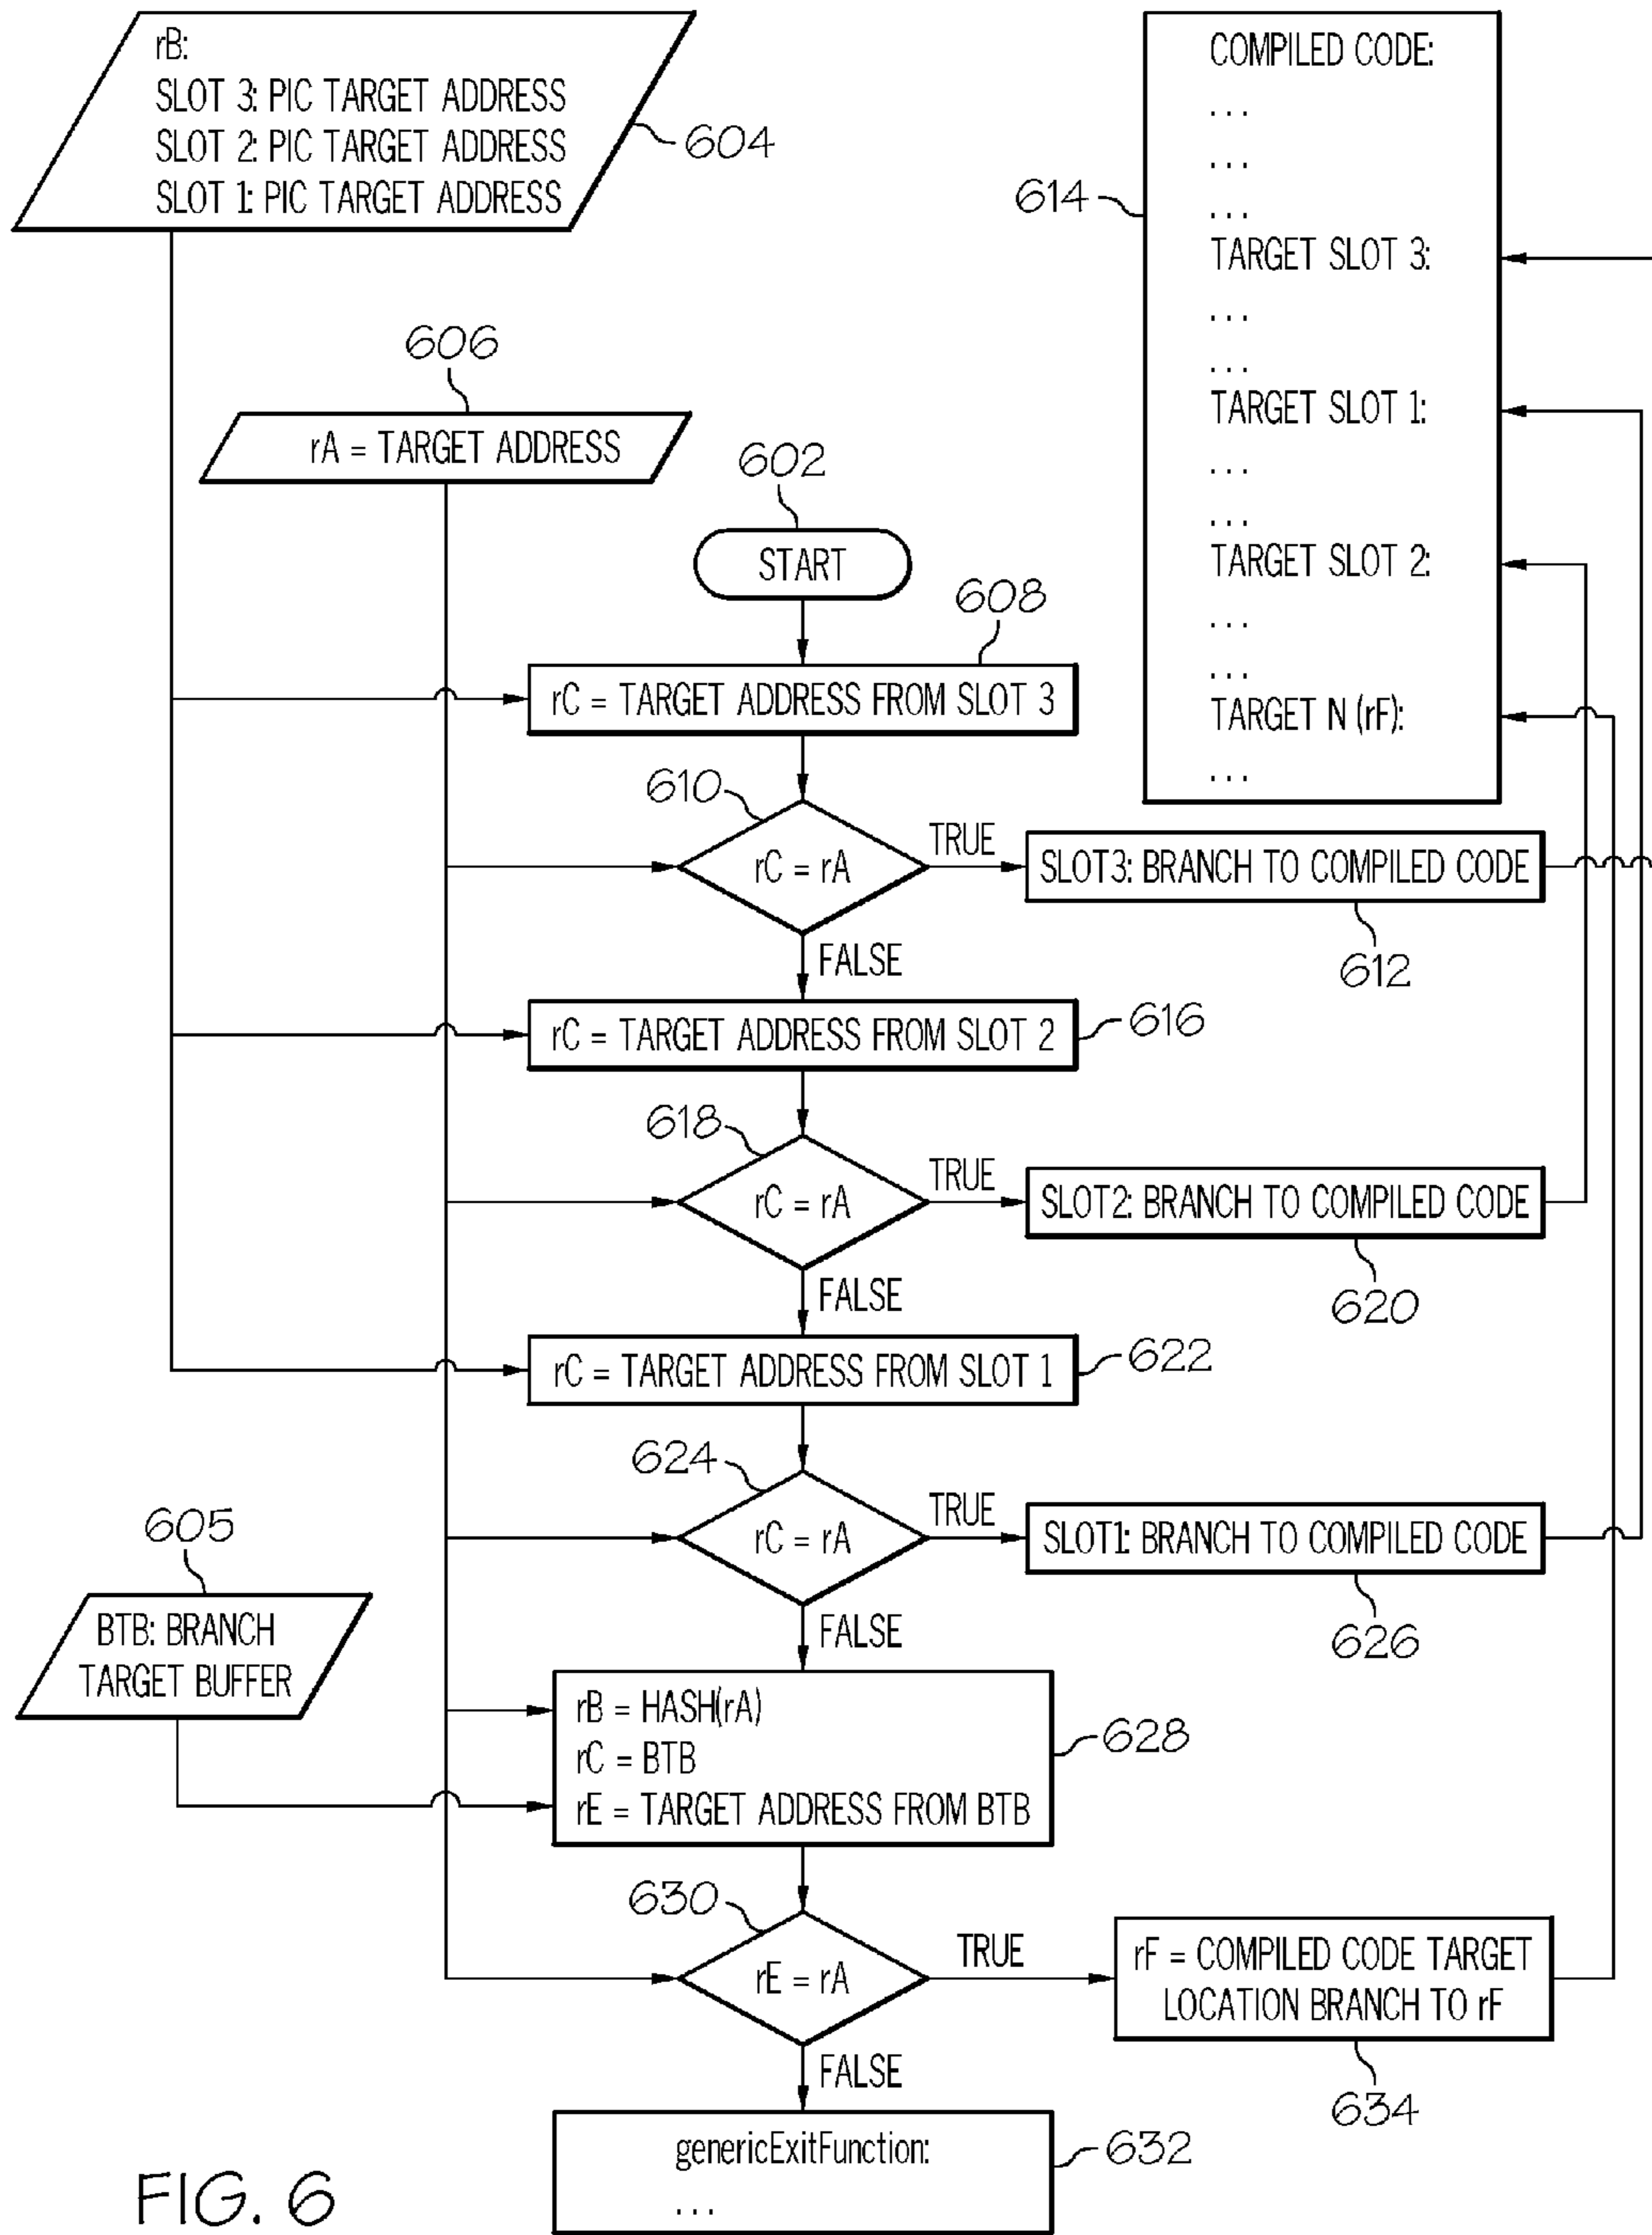 rB:
SLOT 3: PIC TARGET ADDRESS
SLOT 2: PIC TARGET ADDRESS
SLOT 1: PIC TARGET ADDRESS
604
606
rA = TARGET ADDRESS
COMPILED CODE:
...
...
...
TARGET SLOT 3:
...
...
TARGET SLOT 1:
...
...
TARGET SLOT 2:
...
...
TARGET N (rF):
...
614
602
START
608
rC = TARGET ADDRESS FROM SLOT 3
610
rC = rA
TRUE
SLOT3: BRANCH TO COMPILED CODE
612
FALSE
rC = TARGET ADDRESS FROM SLOT 2
616
618
rC = rA
TRUE
SLOT2: BRANCH TO COMPILED CODE
620
FALSE
rC = TARGET ADDRESS FROM SLOT 1
622
624
rC = rA
TRUE
SLOT1: BRANCH TO COMPILED CODE
626
FALSE
605
BTB: BRANCH
TARGET BUFFER
rB = HASH(rA)
rC = BTB
rE = TARGET ADDRESS FROM BTB
628
630
rE = rA
TRUE
rF = COMPILED CODE TARGET
LOCATION BRANCH TO rF
634
FALSE
genericExitFunction:
...
632
FIG. 6